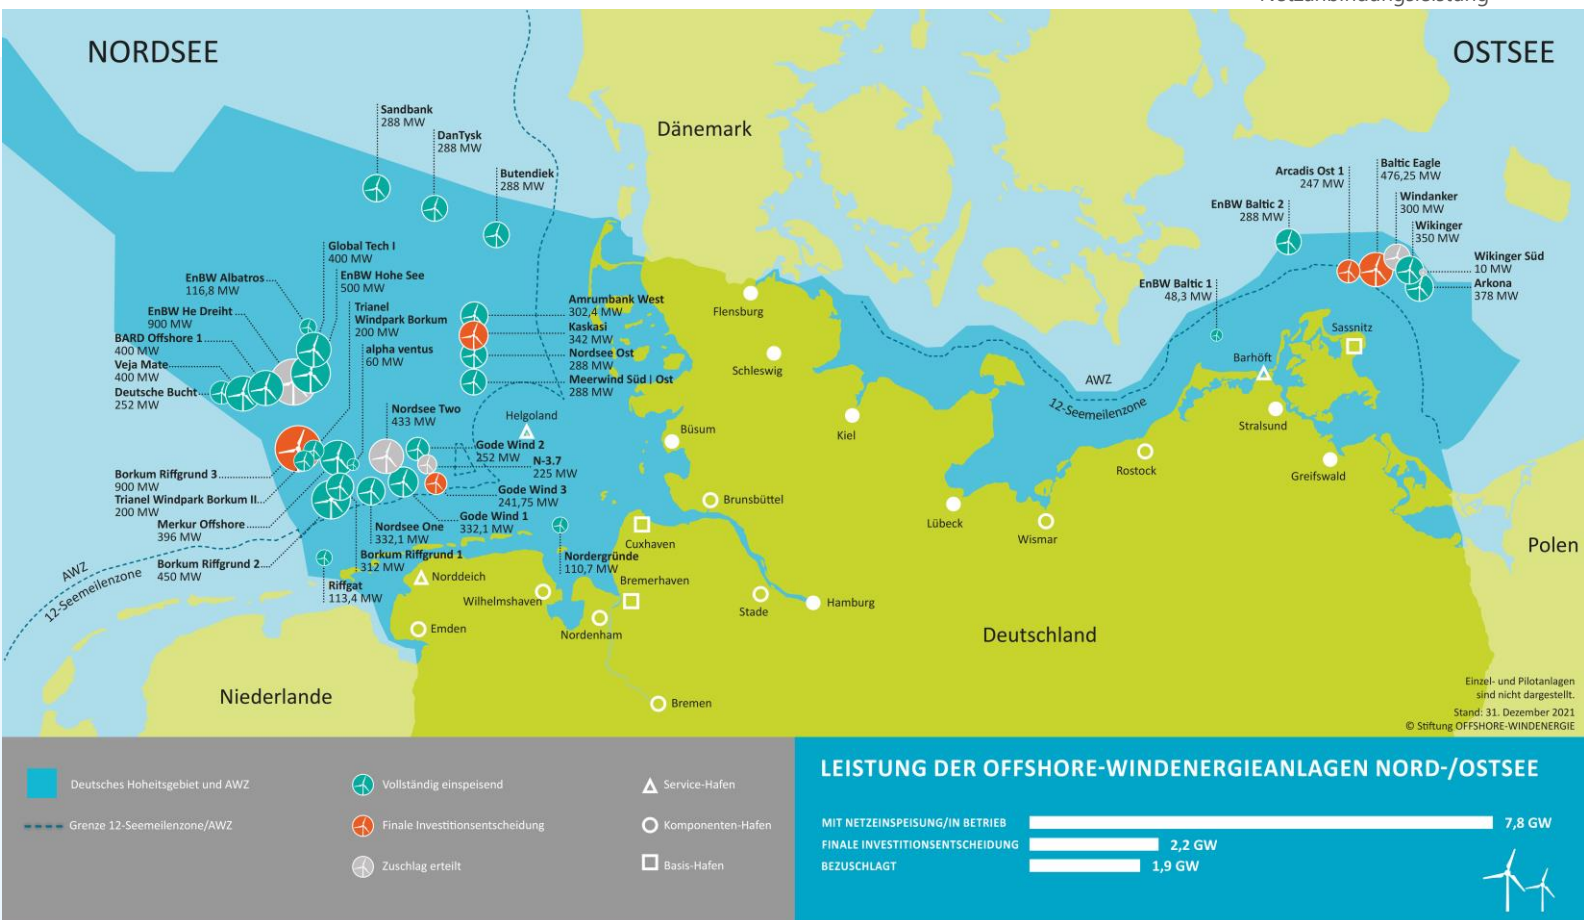 Netzanbindungsleistung
NORDSEE
OSTSEE
Sandbank
288 MW
DanTysk
288 MW
Butendiek
288 MW
Dänemark
Global Tech I
400 MW
EnBW Albatros
116,8 MW
EnBW Hohe See
500 MW
EnBW He Dreiht
900 MW
Trianel
Windpark Borkum
200 MW
BARD Offshore 1
400 MW
alpha ventus
60 MW
Veja Mate
400 MW
Deutsche Bucht
252 MW
Amrumbank West
302,4 MW
Kaskasi
342 MW
Nordsee Ost
288 MW
Meerwind Süd | Ost
288 MW
Nordsee Two
433 MW
Helgoland
Gode Wind 2
252 MW
N-3.7
225 MW
Gode Wind 3
241,75 MW
Gode Wind 1
332,1 MW
Borkum Riffgrund 3
900 MW
Trianel Windpark Borkum II
200 MW
Merkur Offshore
396 MW
Borkum Riffgrund 2
450 MW
Nordsee One
332,1 MW
Borkum Riffgrund 1
312 MW
Riffgat
113,4 MW
Nordergründe
110,7 MW
AWZ
12-Seemeilenzone
Arcadis Ost 1
247 MW
Baltic Eagle
476,25 MW
Windanker
300 MW
Wikinger
350 MW
EnBW Baltic 2
288 MW
Wikinger Süd
10 MW
Arkona
378 MW
EnBW Baltic 1
48,3 MW
AWZ
12-Seemeilenzone
Flensburg
Schleswig
Kiel
Büsum
Brunsbüttel
Cuxhaven
Bremerhaven
Norddeich
Wilhelmshaven
Emden
Nordenham
Stade
Hamburg
Bremen
Lübeck
Wismar
Rostock
Barhöft
Sassnitz
Stralsund
Greifswald
Niederlande
Deutschland
Polen
Einzel- und Pilotanlagen
sind nicht dargestellt.
Stand: 31. Dezember 2021
© Stiftung OFFSHORE-WINDENERGIE
Deutsches Hoheitsgebiet und AWZ
Grenze 12-Seemeilenzone/AWZ
Vollständig einspeisend
Finale Investitionsentscheidung
Zuschlag erteilt
Service-Hafen
Komponenten-Hafen
Basis-Hafen
LEISTUNG DER OFFSHORE-WINDENERGIEANLAGEN NORD-/OSTSEE
MIT NETZEINSPEISUNG/IN BETRIEB 7,8 GW
FINALE INVESTITIONSENTSCHEIDUNG 2,2 GW
BEZUSCHLAGT 1,9 GW